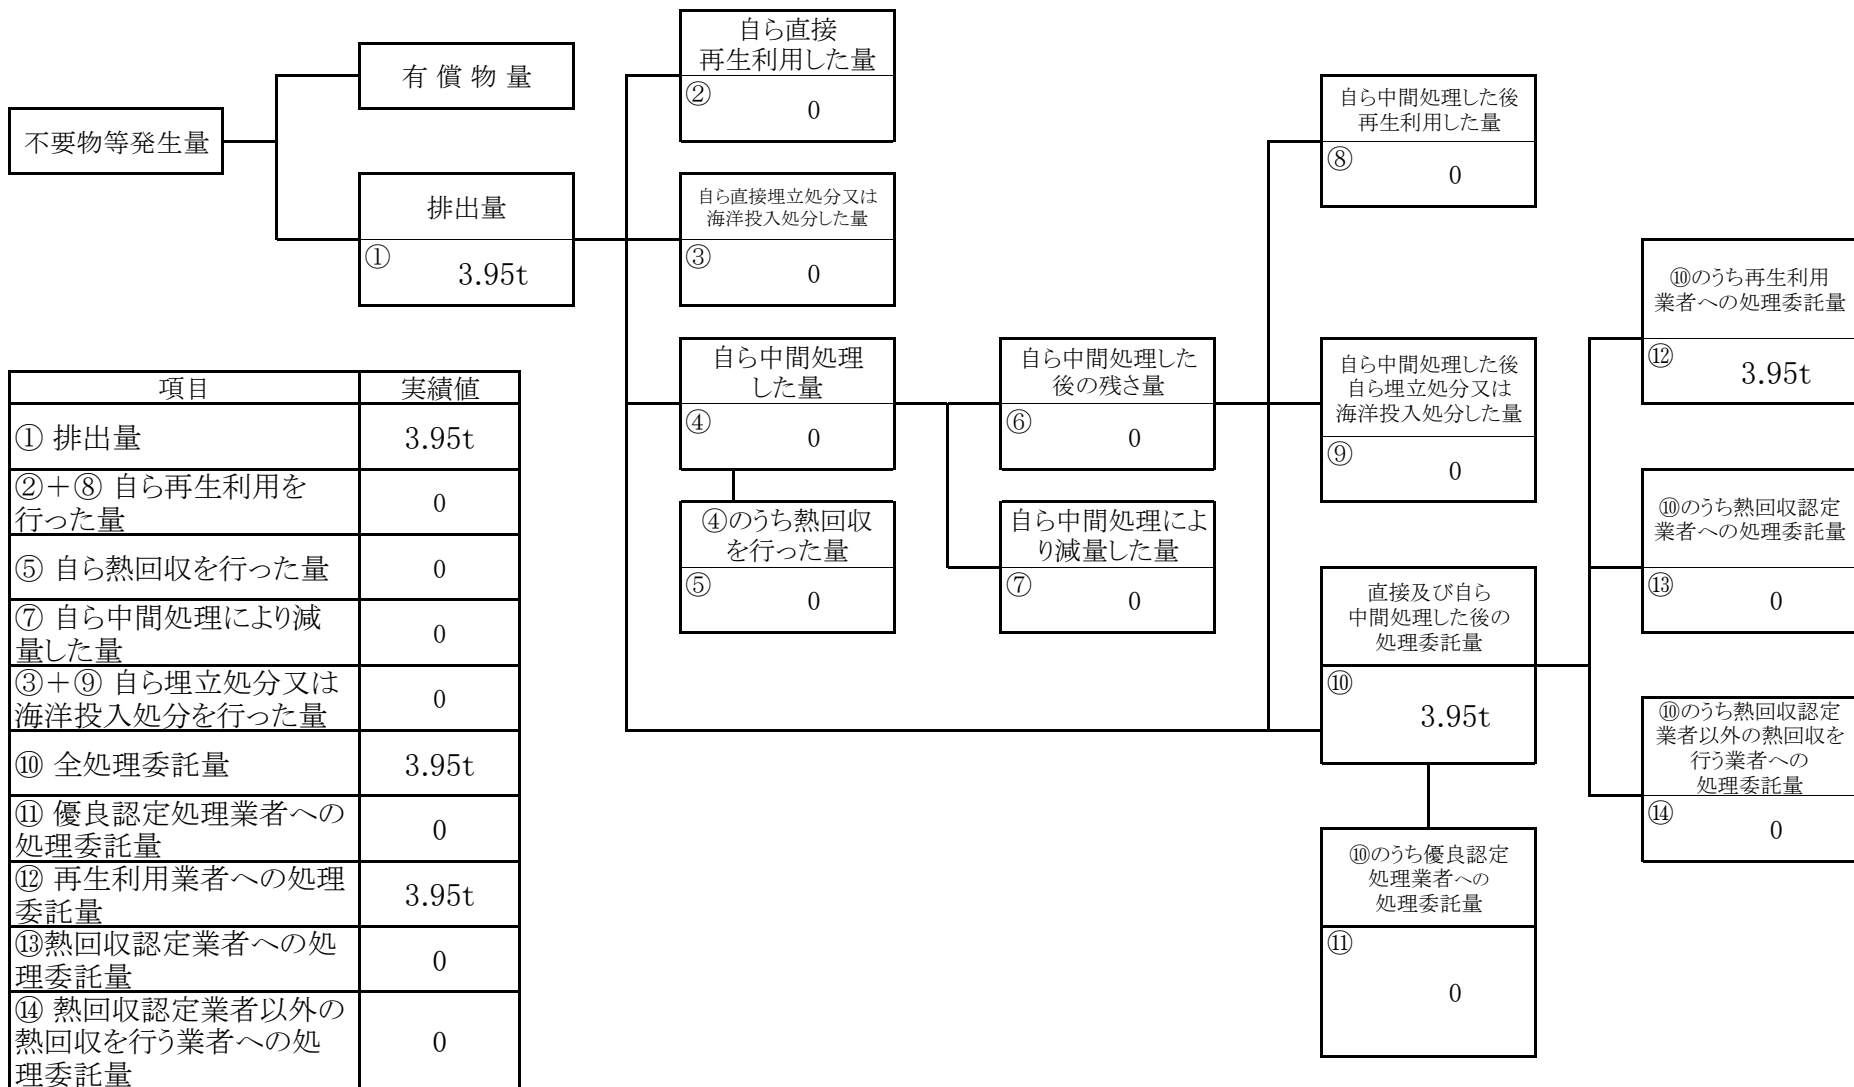 不要物等発生量
有 償 物 量
排出量
①
3.95t
自ら直接
再生利用した量
②
0
自ら直接埋立処分又は
海洋投入処分した量
③
0
自ら中間処理
した量
④
0
④のうち熱回収
を行った量
⑤
0
自ら中間処理した
後の残さ量
⑥
0
自ら中間処理によ
り減量した量
⑦
0
自ら中間処理した後
再生利用した量
⑧
0
自ら中間処理した後
自ら埋立処分又は
海洋投入処分した量
⑨
0
直接及び自ら
中間処理した後の
処理委託量
⑩
3.95t
⑩のうち優良認定
処理業者への
処理委託量
⑪
0
⑩のうち再生利用
業者への処理委託量
⑫
3.95t
⑩のうち熱回収認定
業者への処理委託量
⑬
0
⑩のうち熱回収認定
業者以外の熱回収を
行う業者への
処理委託量
⑭
0
項目 実績値
① 排出量 3.95t
②＋⑧ 自ら再生利用を
行った量
0
⑤ 自ら熱回収を行った量 0
⑦ 自ら中間処理により減
量した量
0
③＋⑨ 自ら埋立処分又は
海洋投入処分を行った量
0
⑩ 全処理委託量 3.95t
⑪ 優良認定処理業者への
処理委託量
0
⑫ 再生利用業者への処理
委託量
3.95t
⑬熱回収認定業者への処
理委託量
0
⑭ 熱回収認定業者以外の
熱回収を行う業者への処
理委託量
0